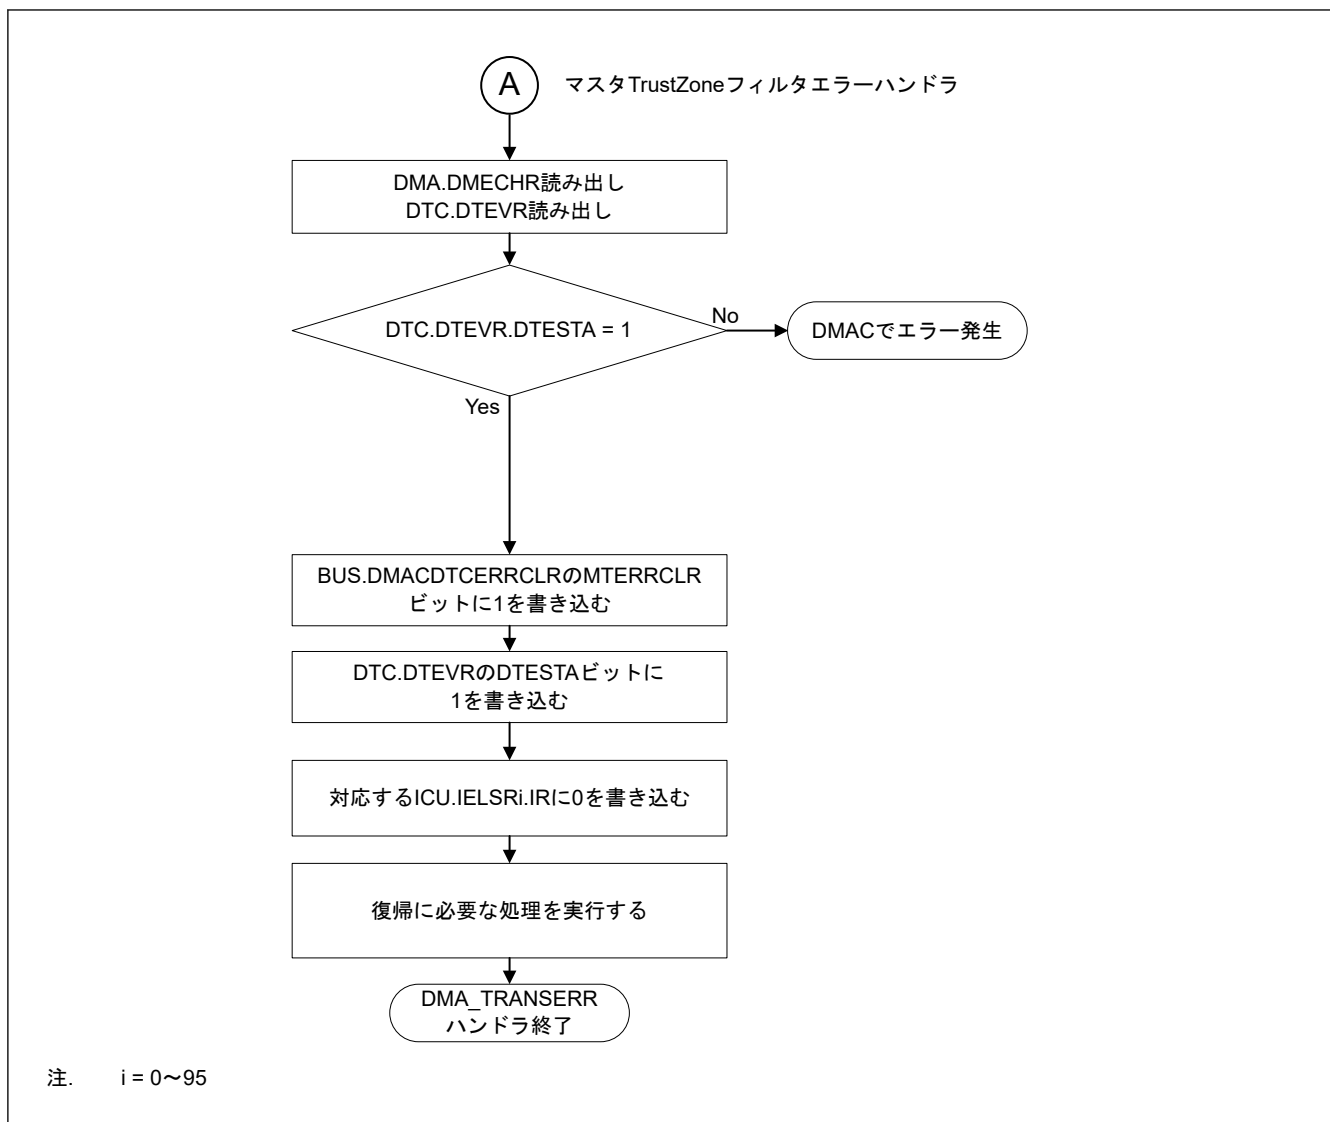 A マスタTrustZoneフィルタエラーハンドラ
DMA.DMECHR読み出し
DTC.DTEVR読み出し
DTC.DTEVR.DTESTA = 1
No
DMACでエラー発生
Yes
BUS.DMACDTCERRCLRのMTERRCLR
ビットに1を書き込む
DTC.DTEVRのDTESTAビットに
1を書き込む
対応するICU.IELSRi.IRに0を書き込む
復帰に必要な処理を実行する
DMA_TRANSERR
ハンドラ終了
注. i = 0～95